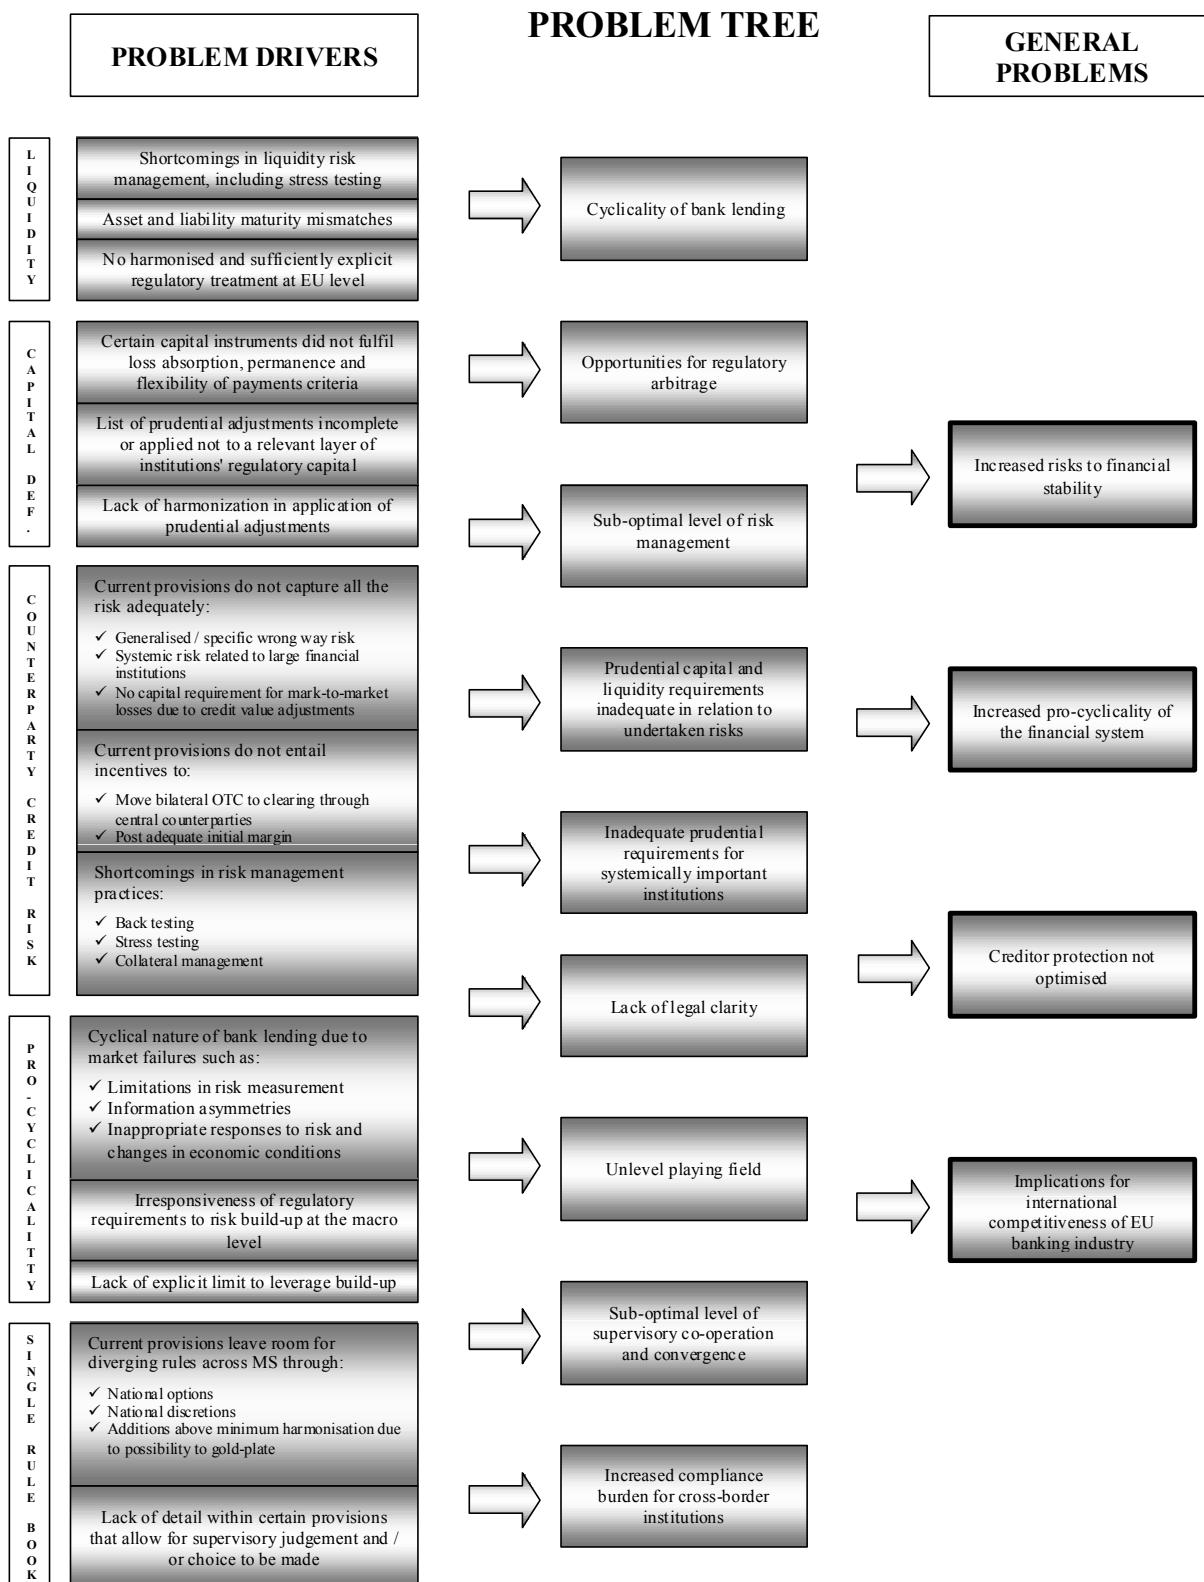 PROBLEM TREE
PROBLEM DRIVERS
GENERAL
PROBLEMS
LIQUIDITY
Shortcomings in liquidity risk
management, including stress testing
Asset and liability maturity mismatches
No harmonised and sufficiently explicit
regulatory treatment at EU level
CAPITAL DEF.
Certain capital instruments did not fulfil
loss absorption, permanence and
flexibility of payments criteria
List of prudential adjustments incomplete
or applied not to a relevant layer of
institutions' regulatory capital
Lack of harmonization in application of
prudential adjustments
COUNTERPARTY CREDIT RISK
Current provisions do not capture all the
risk adequately:
✓ Generalised / specific wrong way risk
✓ Systemic risk related to large financial
institutions
✓ No capital requirement for mark-to-market
losses due to credit value adjustments
Current provisions do not entail
incentives to:
✓ Move bilateral OTC to clearing through
central counterparties
✓ Post adequate initial margin
Shortcomings in risk management
practices:
✓ Back testing
✓ Stress testing
✓ Collateral management
PRO-CYCLICALITTY
Cyclical nature of bank lending due to
market failures such as:
✓ Limitations in risk measurement
✓ Information asymmetries
✓ Inappropriate responses to risk and
changes in economic conditions
Irresponsiveness of regulatory
requirements to risk build-up at the macro
level
Lack of explicit limit to leverage build-up
SINGLE RULE BOOK
Current provisions leave room for
diverging rules across MS through:
✓ National options
✓ National discretions
✓ Additions above minimum harmonisation due
to possibility to gold-plate
Lack of detail within certain provisions
that allow for supervisory judgement and /
or choice to be made
Cyclicality of bank lending
Opportunities for regulatory
arbitrage
Sub-optimal level of risk
management
Prudential capital and
liquidity requirements
inadequate in relation to
undertaken risks
Inadequate prudential
requirements for
systemically important
institutions
Lack of legal clarity
Unlevel playing field
Sub-optimal level of
supervisory co-operation
and convergence
Increased compliance
burden for cross-border
institutions
Increased risks to financial
stability
Increased pro-cyclicality of
the financial system
Creditor protection not
optimised
Implications for
international
competitiveness of EU
banking industry